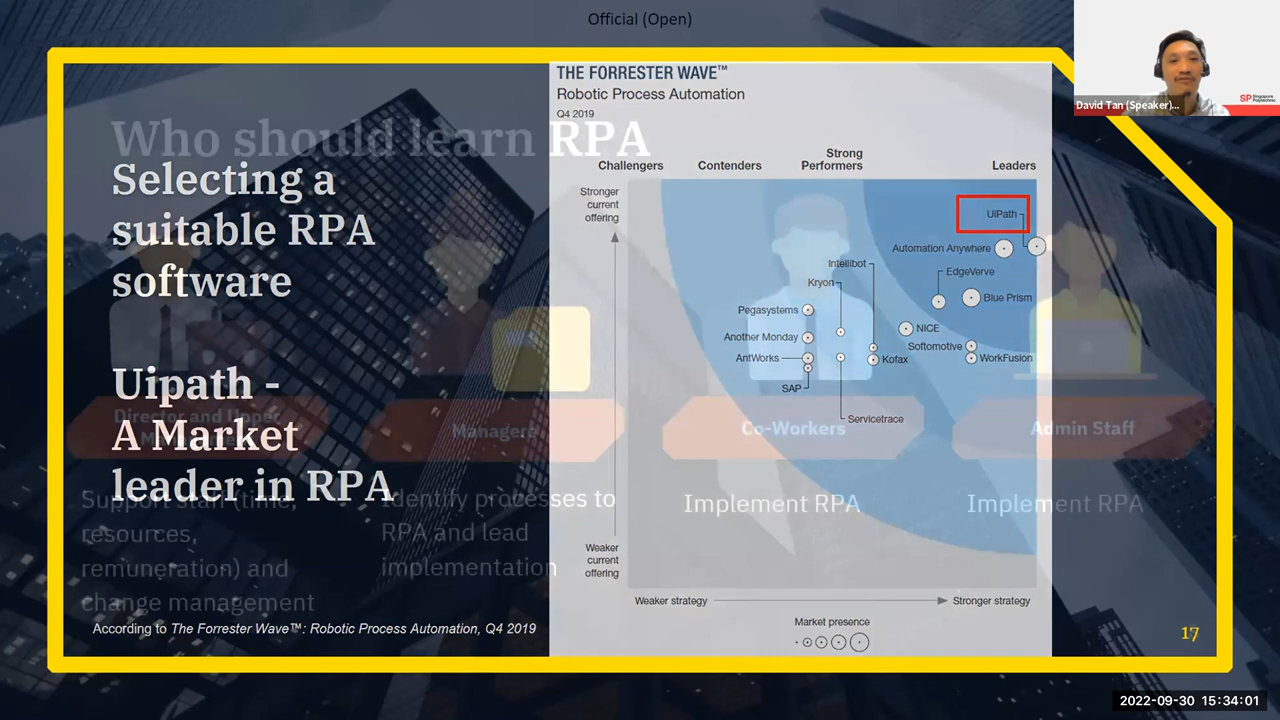 Official (Open)
David Tan (Speaker)...
SP Singapore Polytechnic
Who should learn RPA
Selecting a
suitable RPA
software
Uipath -
A Market
leader in RPA
Director and Upper
Managers
Co-Workers
Admin Staff
Support staff (time,
resources,
remuneration) and
change management
Identify processes to
RPA and lead
implementation
Implement RPA
Implement RPA
According to The Forrester Wave™: Robotic Process Automation, Q4 2019
THE FORRESTER WAVE™
Robotic Process Automation
Q4 2019
Challengers
Contenders
Strong
Performers
Leaders
Stronger
current
offering
UiPath
Automation Anywhere
Intellibot
EdgeVerve
Kryon
Blue Prism
Pegasystems
NICE
Another Monday
Softomotive
AntWorks
Kofax
WorkFusion
SAP
Servicetrace
Weaker
current
offering
Weaker strategy
Stronger strategy
Market presence
17
2022-09-30 15:34:01